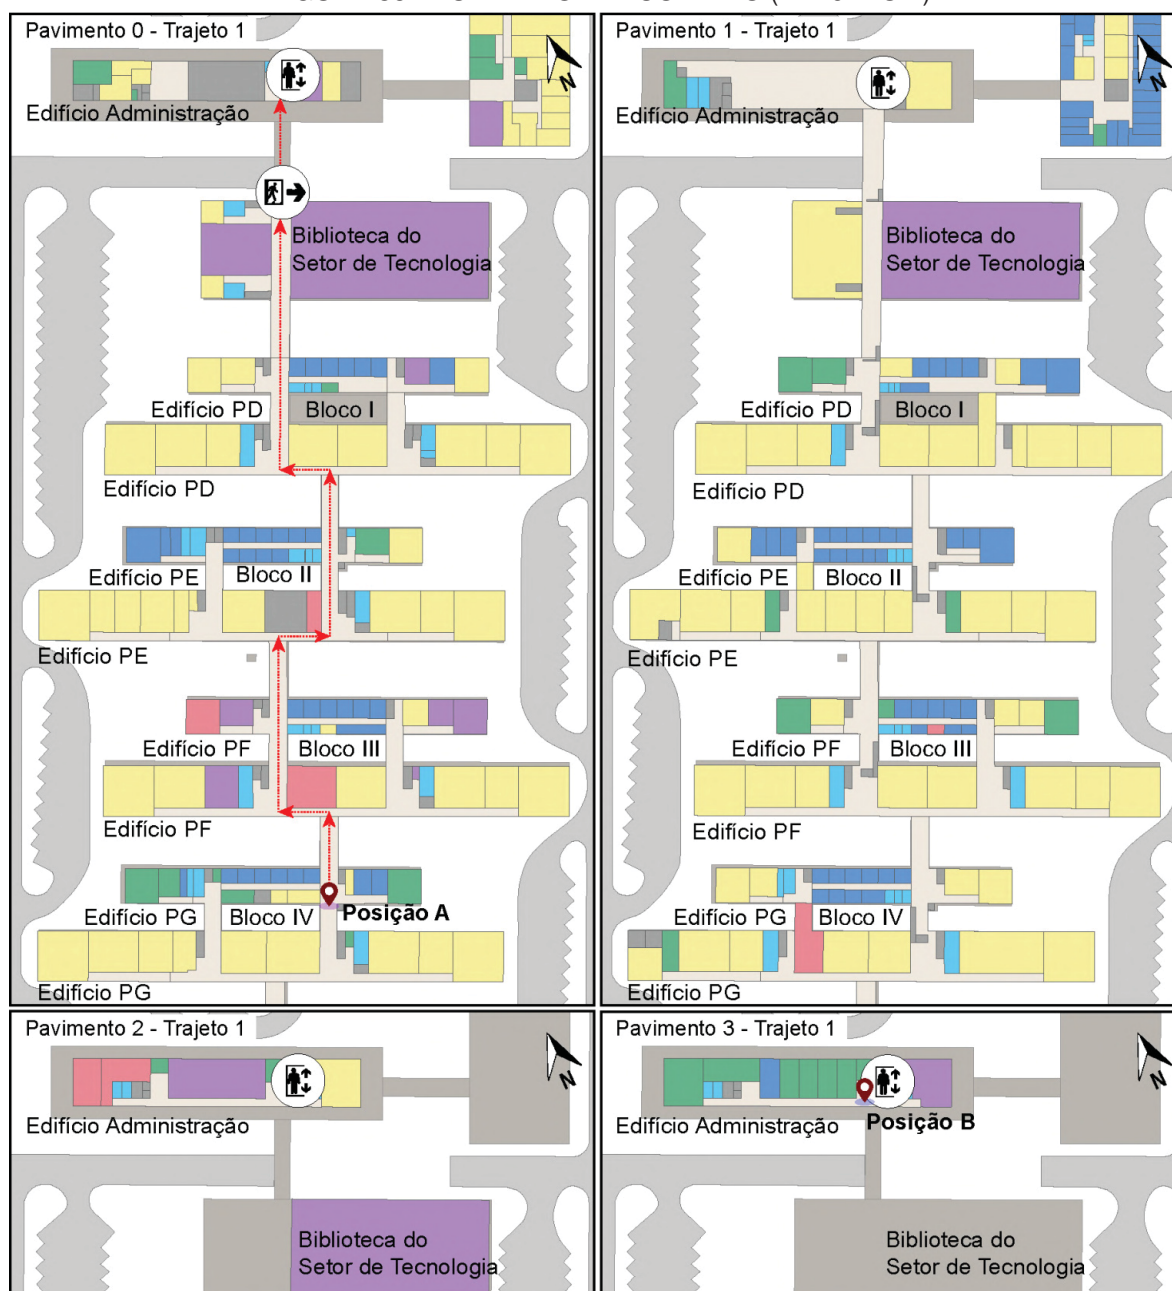 Pavimento 0 - Trajeto 1
Edifício Administração
N
Biblioteca do
Setor de Tecnologia
Edifício PD
Bloco I
Edifício PD
Edifício PE
Bloco II
Edifício PE
Edifício PF
Bloco III
Edifício PF
Edifício PG
Bloco IV
Posição A
Edifício PG
Pavimento 1 - Trajeto 1
Edifício Administração
N
Biblioteca do
Setor de Tecnologia
Edifício PD
Bloco I
Edifício PD
Edifício PE
Bloco II
Edifício PE
Edifício PF
Bloco III
Edifício PF
Edifício PG
Bloco IV
Edifício PG
Pavimento 2 - Trajeto 1
Edifício Administração
N
Biblioteca do
Setor de Tecnologia
Pavimento 3 - Trajeto 1
Edifício Administração
Posição B
N
Biblioteca do
Setor de Tecnologia